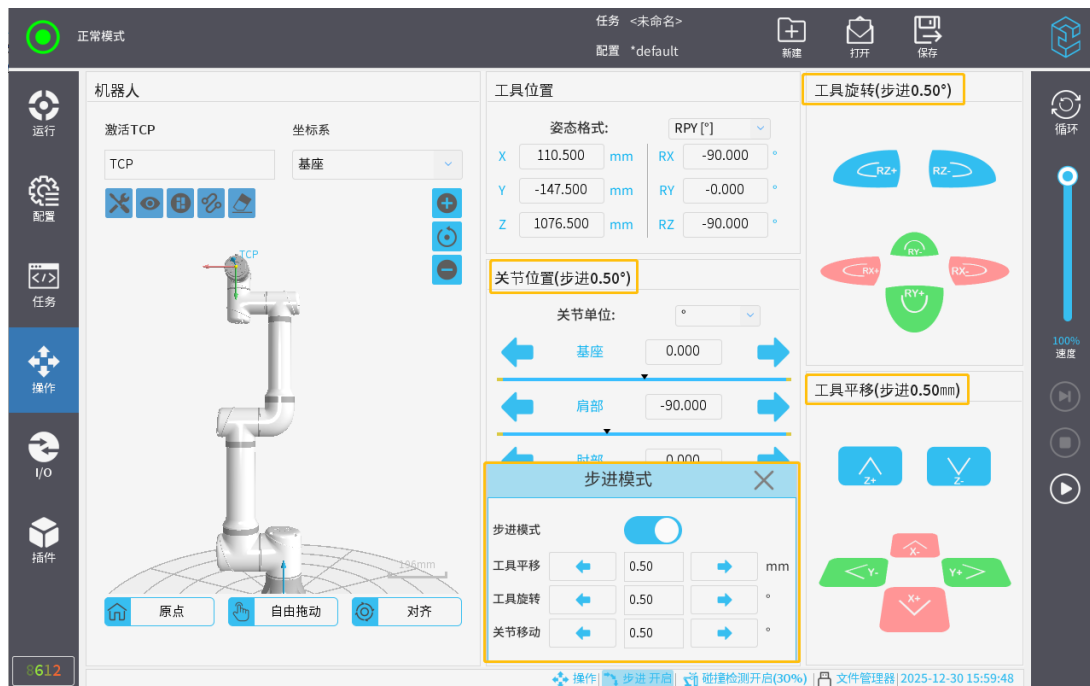 正常模式
任务 <未命名>
配置 *default
新建
打开
保存
运行
配置
任务
操作
I/O
插件
8612
机器人
激活TCP
坐标系
TCP
基座
TCP
196mm
原点
自由拖动
对齐
工具位置
姿态格式: RPY [°]
X 110.500 mm RX -90.000 °
Y -147.500 mm RY -0.000 °
Z 1076.500 mm RZ -90.000 °
关节位置(步进0.50°)
关节单位: °
基座 0.000
肩部 -90.000
肘部 0.000
步进模式
步进模式
工具平移 0.50 mm
工具旋转 0.50 °
关节移动 0.50 °
工具旋转(步进0.50°)
RZ+ RZ-
RY-
RX+ RX-
RY+
工具平移(步进0.50mm)
Z+ Z-
X-
Y- Y+
X+
循环
100%
速度
操作| 步进 开启| 碰撞检测开启(30%) | 文件管理器|2025-12-30 15:59:48